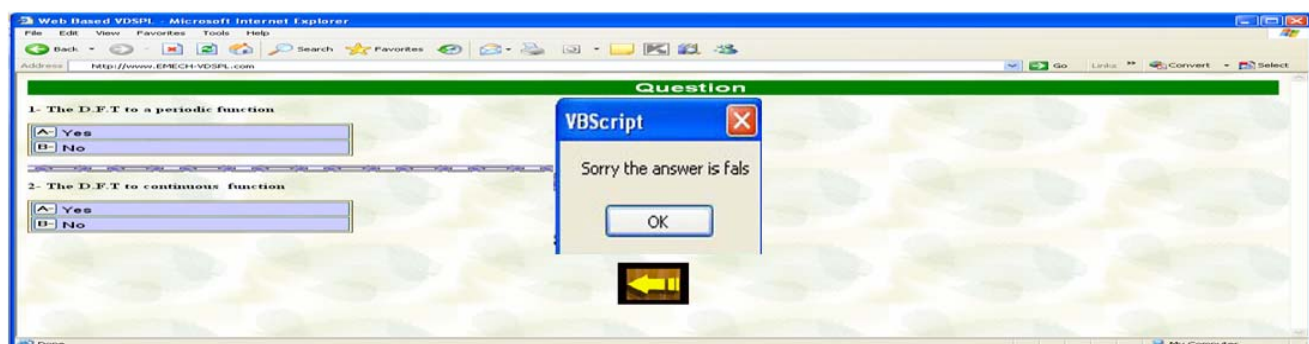 Web Based VDSPL - Microsoft Internet Explorer
File Edit View Favorites Tools Help
Back Search Favorites
Address http://www.EMECH-VDSPL.com Go Links Convert Select
Question
1- The D.F.T to a periodic function
A- Yes
B- No
2- The D.F.T to continuous function
A- Yes
B- No
VBScript
Sorry the answer is fals
OK
Done My Computer